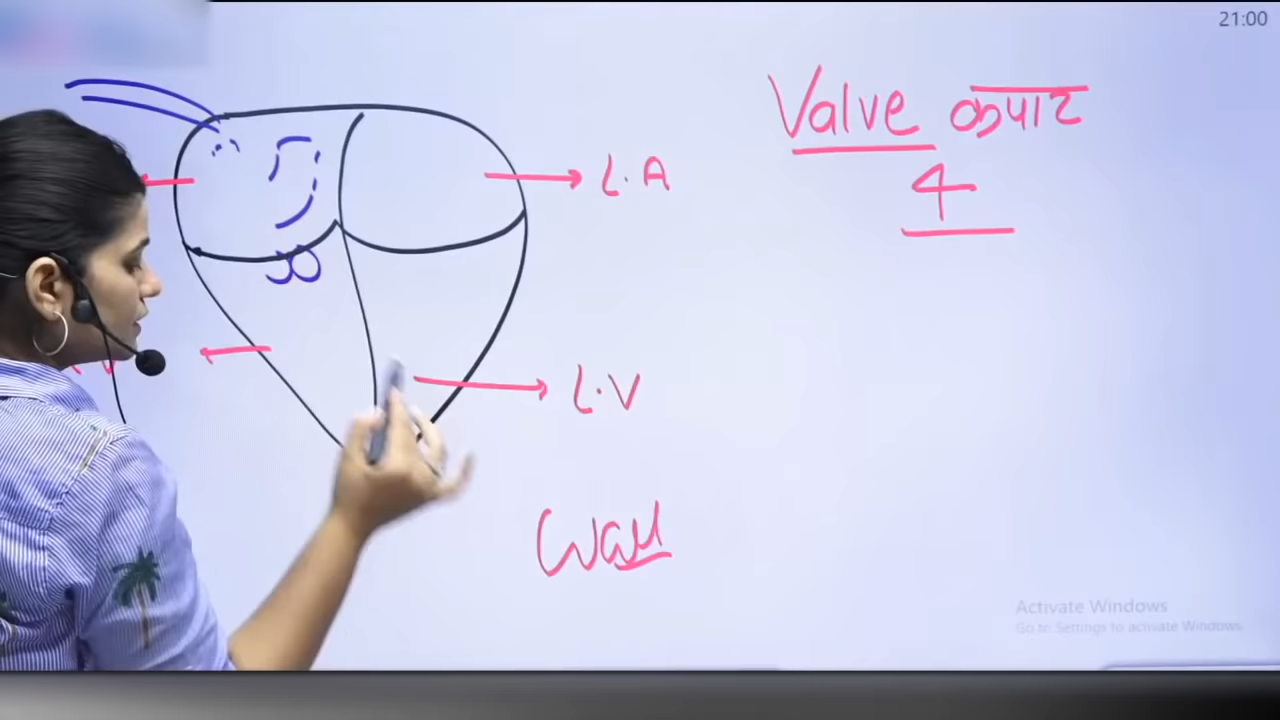 21:00
Valve कपाट
4
L.A
L.V
Wall
Activate Windows
Go to Settings to activate Windows.